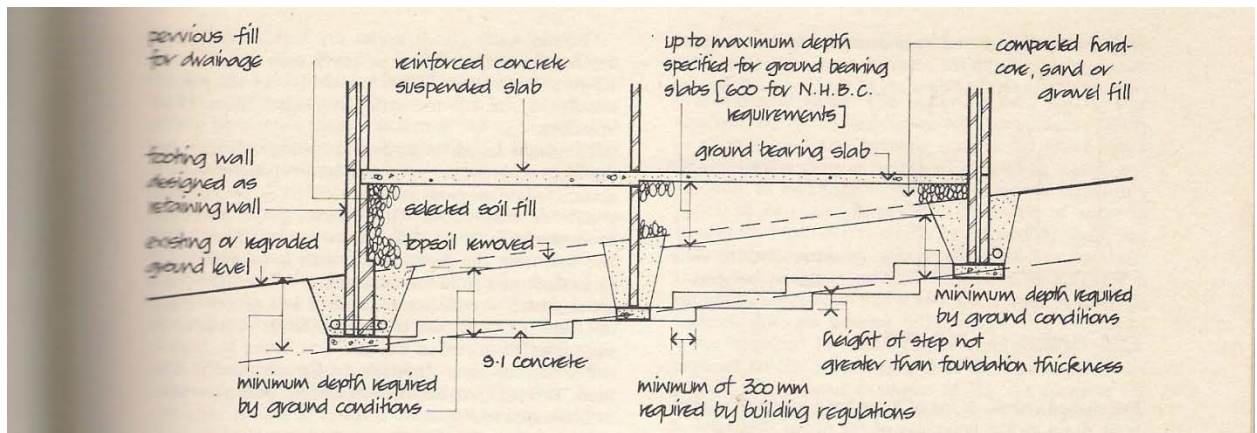 pervious fill
for drainage
reinforced concrete
suspended slab
up to maximum depth
specified for ground bearing
slabs [600 for N.H.B.C.
requirements]
compacted hard-
core, sand or
gravel fill
ground bearing slab
footing wall
designed as
retaining wall
selected soil fill
existing or regraded
ground level
topsoil removed
minimum depth required
by ground conditions
9:1 concrete
minimum of 300mm
required by building regulations
height of step not
greater than foundation thickness
minimum depth required
by ground conditions